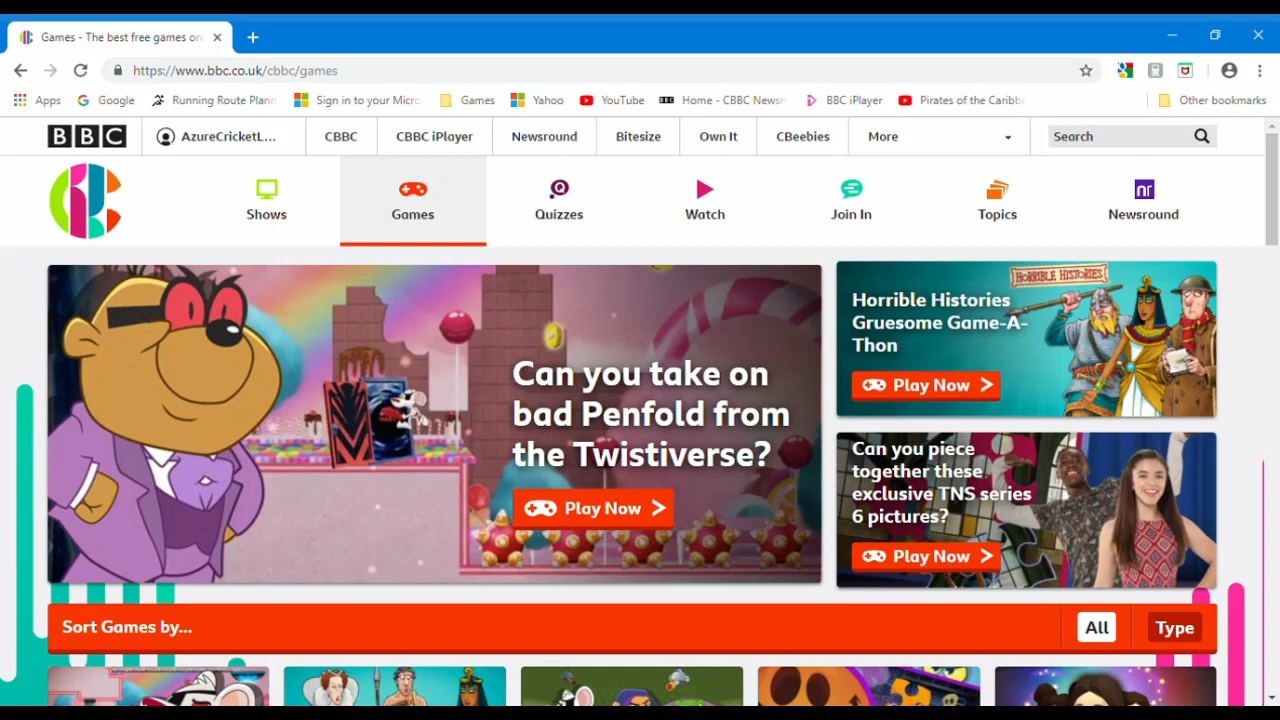 Games - The best free games on
https://www.bbc.co.uk/cbbc/games
Apps Google Running Route Plann Sign in to your Micro Games Yahoo YouTube Home - CBBC Newsr BBC iPlayer Pirates of the Caribb Other bookmarks
BBC AzureCricketL... CBBC CBBC iPlayer Newsround Bitesize Own It CBeebies More Search
Shows Games Quizzes Watch Join In Topics nr Newsround
Can you take on
bad Penfold from
the Twistiverse?
Play Now
HORRIBLE HISTORIES
Horrible Histories
Gruesome Game-A-
Thon
Play Now
Can you piece
together these
exclusive TNS series
6 pictures?
Play Now
Sort Games by... All Type